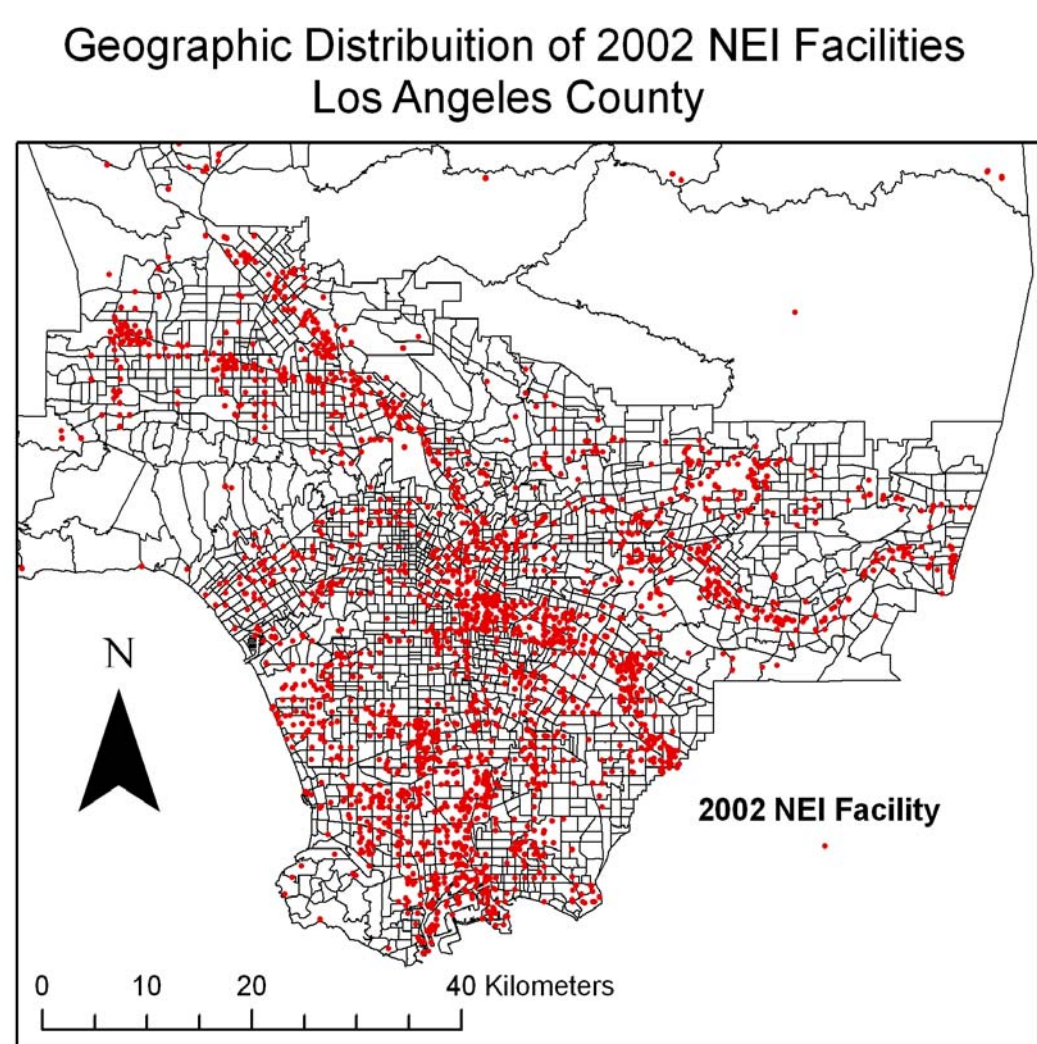 Geographic Distribuition of 2002 NEI Facilities
Los Angeles County
N
2002 NEI Facility
0 10 20 40 Kilometers